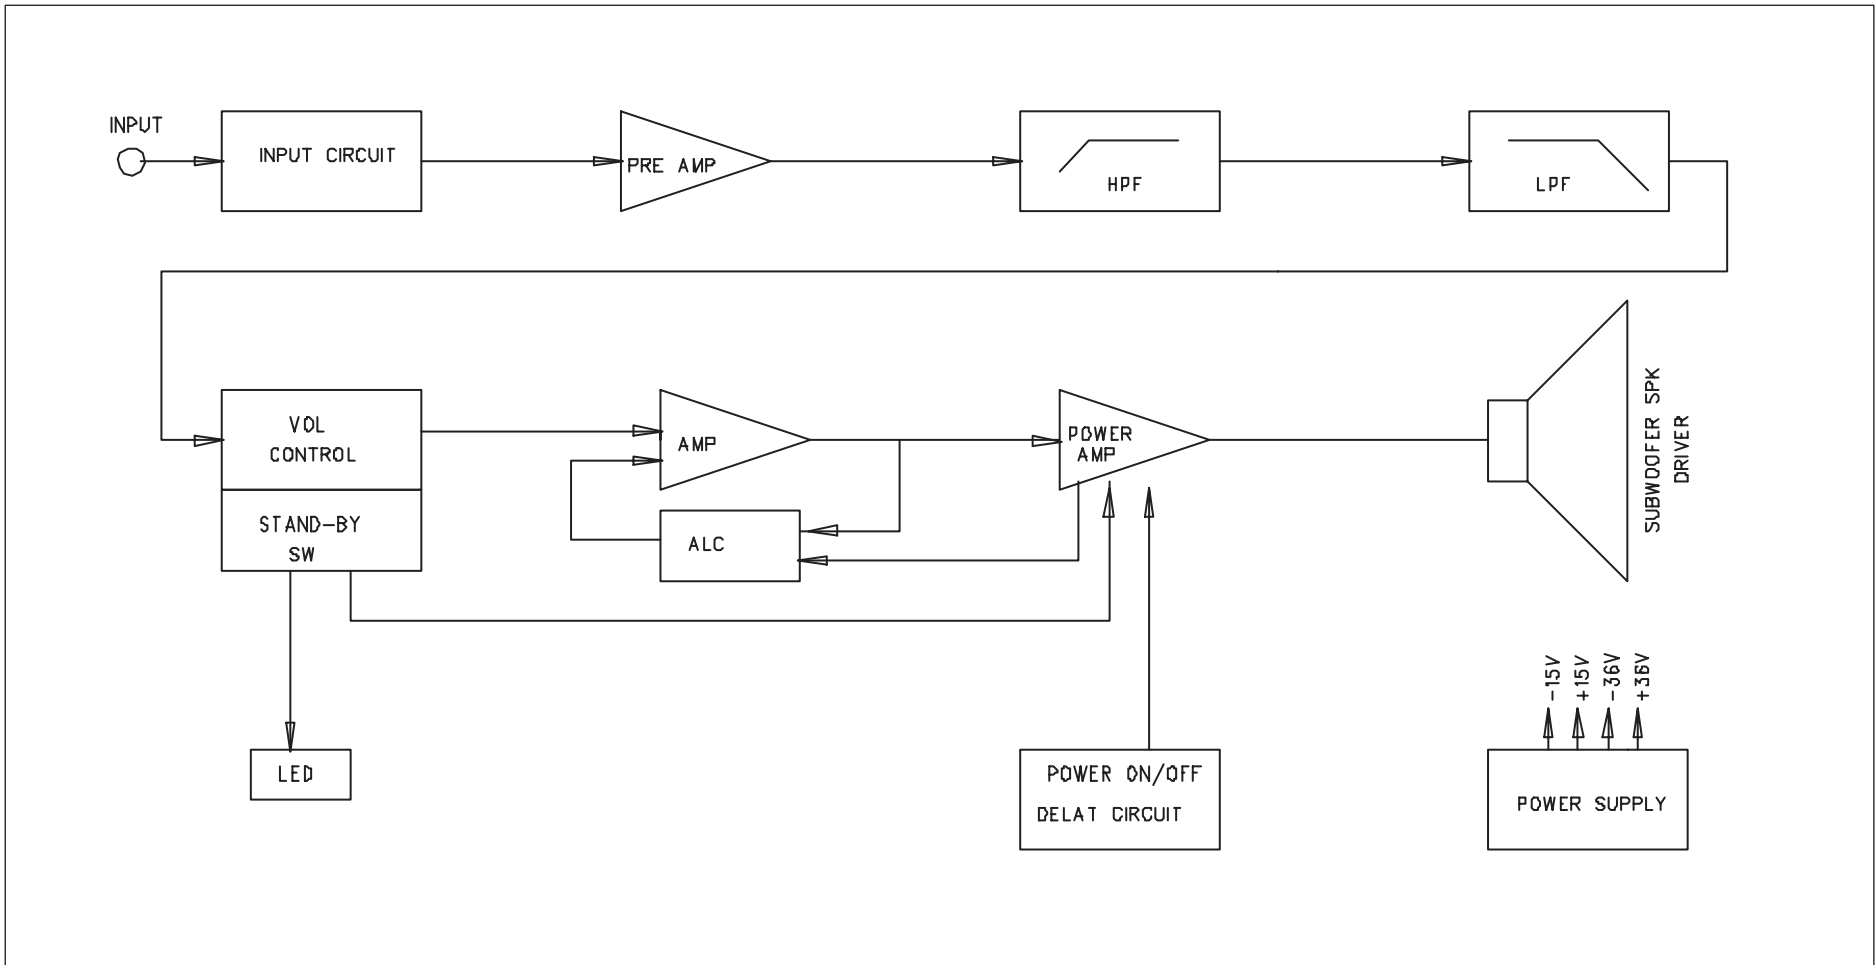 INPUT
INPUT CIRCUIT
PRE AMP
HPF
LPF
VOL
CONTROL
STAND-BY
SW
AMP
ALC
POWER
AMP
SUBWOOFER SPK
DRIVER
LED
POWER ON/OFF
DELAT CIRCUIT
-15V
+15V
-36V
+36V
POWER SUPPLY